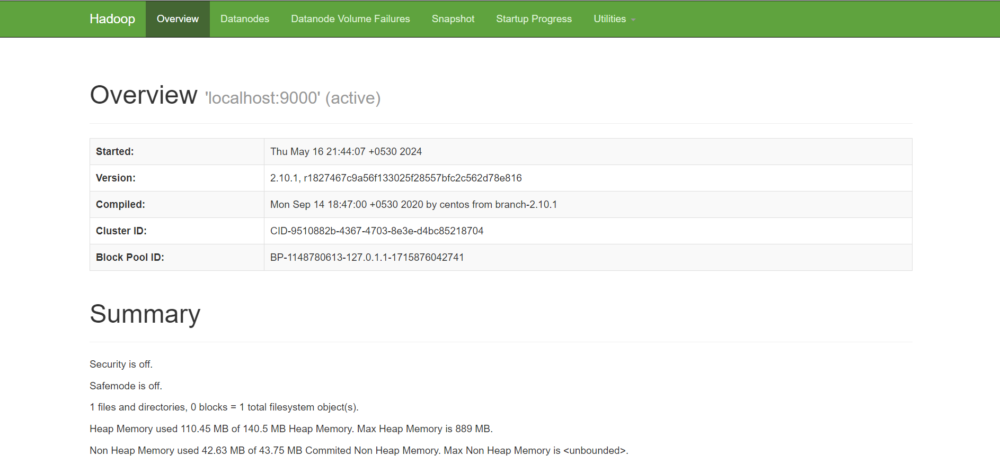 Hadoop Overview Datanodes Datanode Volume Failures Snapshot Startup Progress Utilities
Overview 'localhost:9000' (active)
Started: Thu May 16 21:44:07 +0530 2024
Version: 2.10.1, r1827467c9a56f133025f28557bfc2c562d78e816
Compiled: Mon Sep 14 18:47:00 +0530 2020 by centos from branch-2.10.1
Cluster ID: CID-9510882b-4367-4703-8e3e-d4bc85218704
Block Pool ID: BP-1148780613-127.0.1.1-1715876042741
Summary
Security is off.
Safemode is off.
1 files and directories, 0 blocks = 1 total filesystem object(s).
Heap Memory used 110.45 MB of 140.5 MB Heap Memory. Max Heap Memory is 889 MB.
Non Heap Memory used 42.63 MB of 43.75 MB Commited Non Heap Memory. Max Non Heap Memory is <unbounded>.